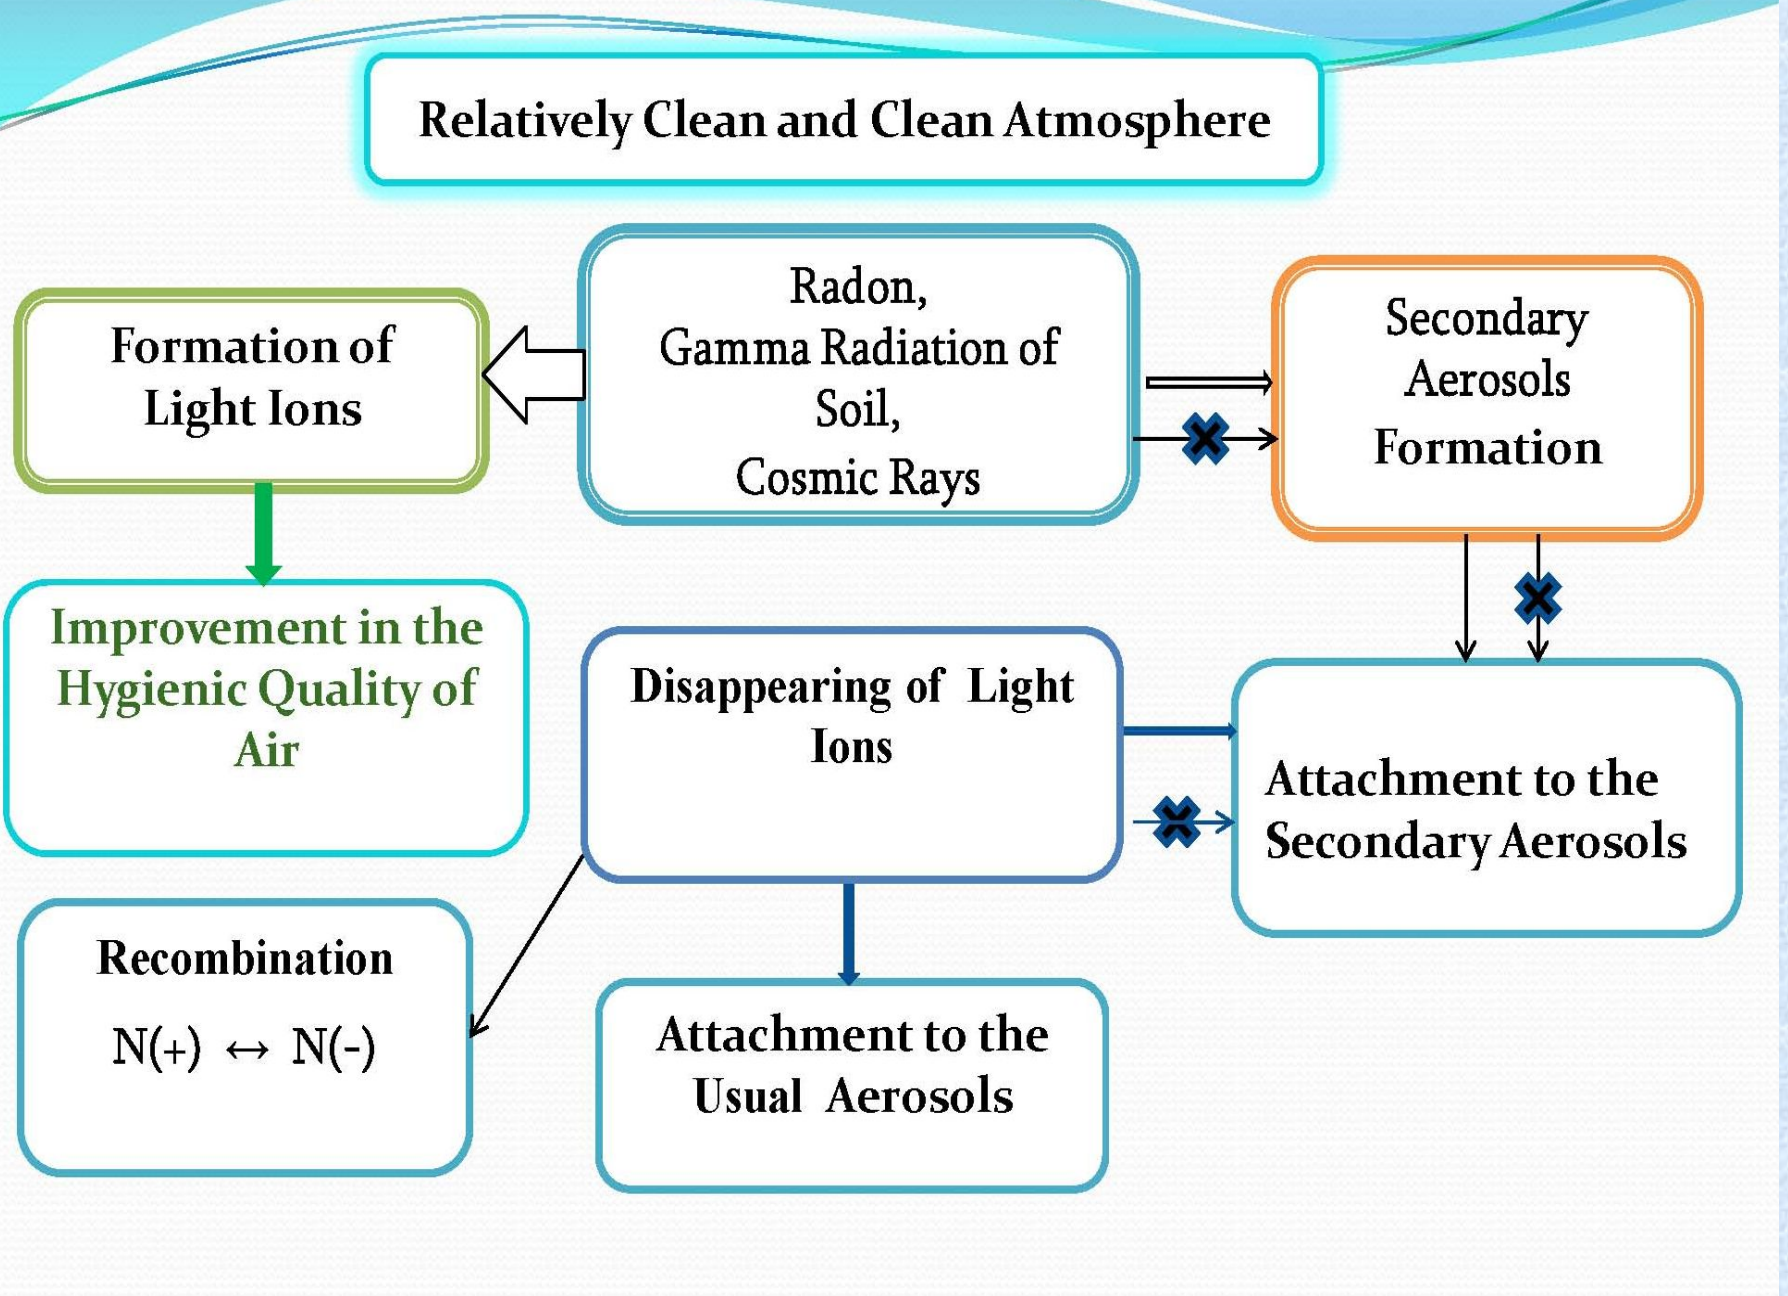 Relatively Clean and Clean Atmosphere
Formation of
Light Ions
Radon,
Gamma Radiation of
Soil,
Cosmic Rays
Secondary
Aerosols
Formation
Improvement in the
Hygienic Quality of
Air
Disappearing of Light
Ions
Attachment to the
Secondary Aerosols
Recombination
N(+) ↔ N(-)
Attachment to the
Usual Aerosols